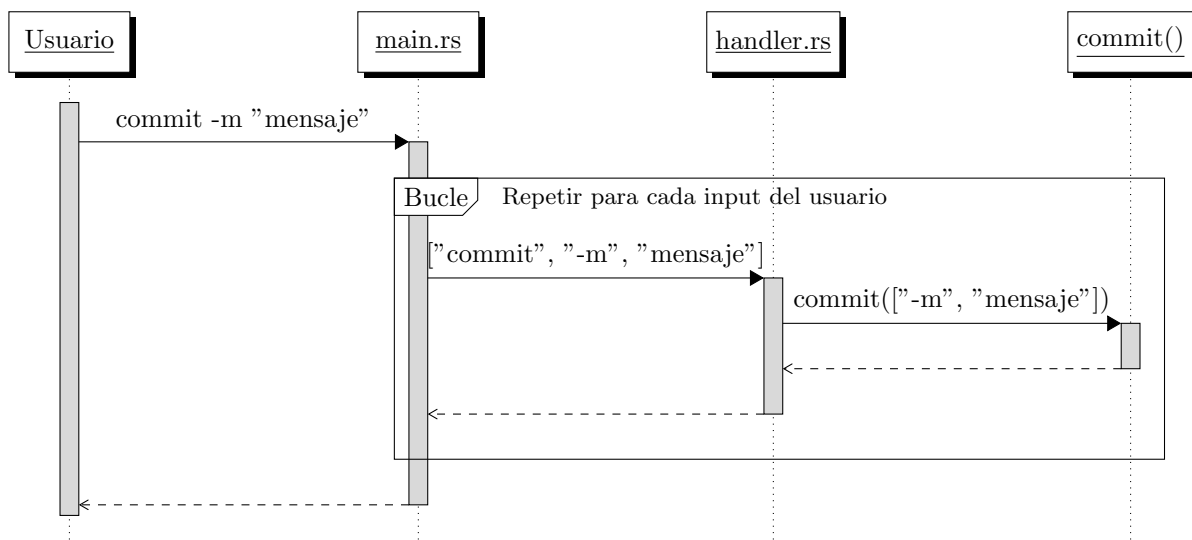 Usuario
main.rs
handler.rs
commit()
commit -m ”mensaje”
Bucle
Repetir para cada input del usuario
[”commit”, ”-m”, ”mensaje”]
commit([”-m”, ”mensaje”])